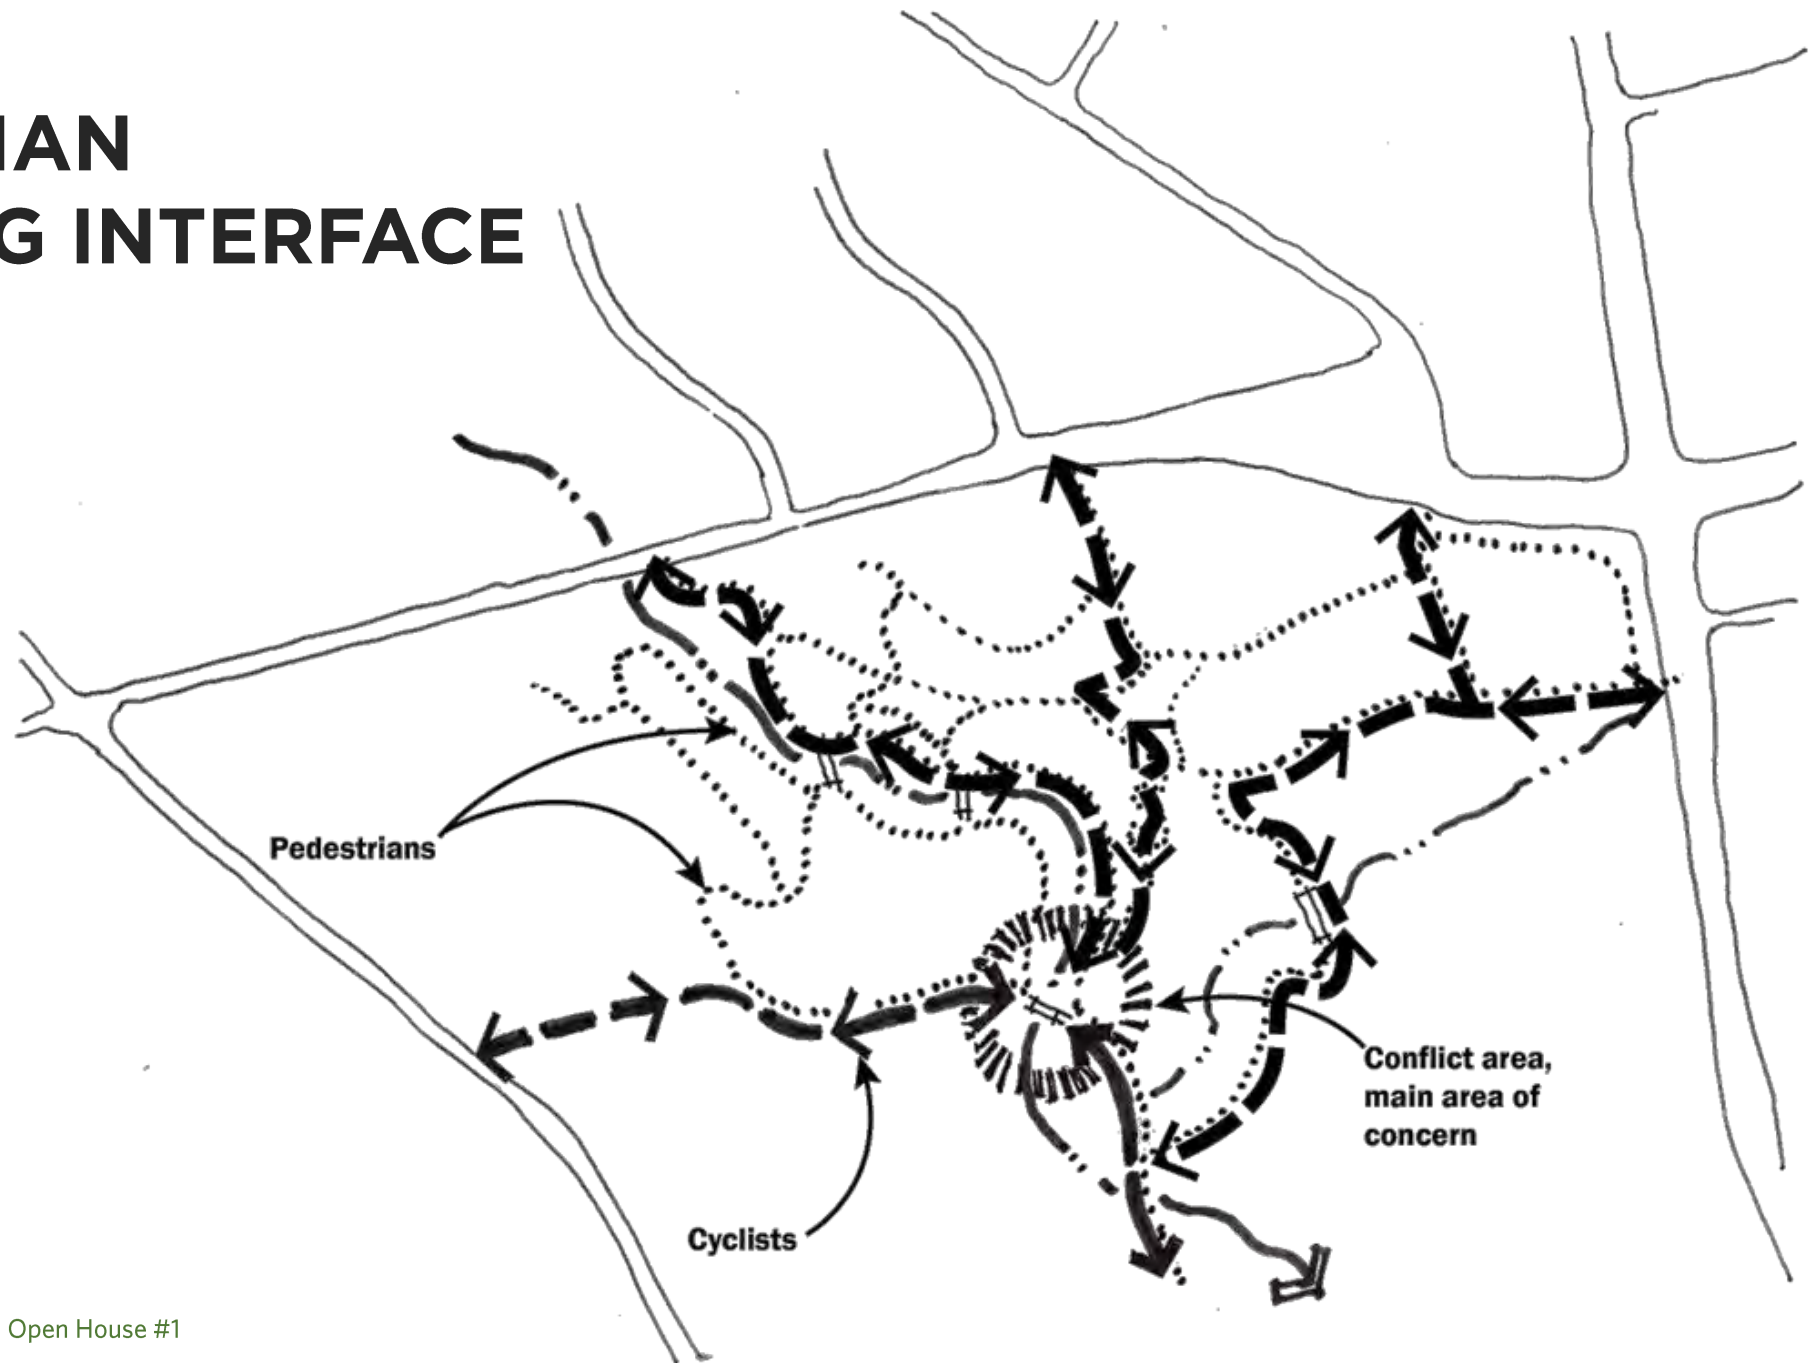 IAN
G INTERFACE
Pedestrians
Conflict area,
main area of
concern
Cyclists
Open House #1